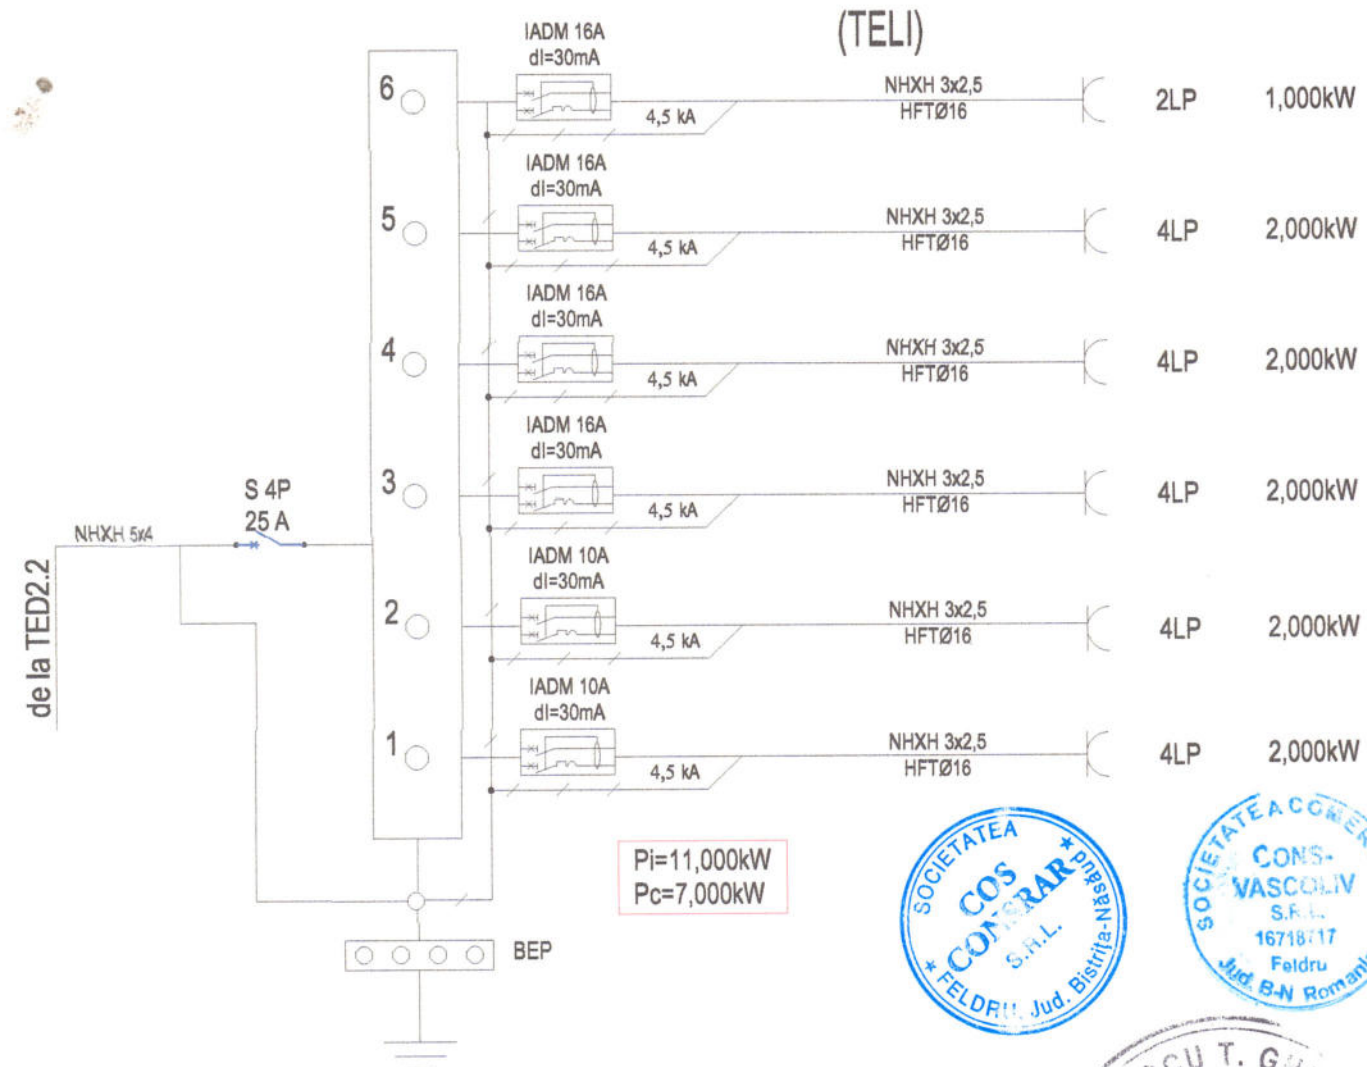 (TELI)
IADM 16A
dI=30mA
6
4,5 kA
NHXH 3x2,5
HFTØ16
2LP
1,000kW
IADM 16A
dI=30mA
5
4,5 kA
NHXH 3x2,5
HFTØ16
4LP
2,000kW
IADM 16A
dI=30mA
4
4,5 kA
NHXH 3x2,5
HFTØ16
4LP
2,000kW
IADM 16A
dI=30mA
3
4,5 kA
NHXH 3x2,5
HFTØ16
4LP
2,000kW
S 4P
25 A
NHXH 5x4
de la TED2.2
IADM 10A
dI=30mA
2
4,5 kA
NHXH 3x2,5
HFTØ16
4LP
2,000kW
IADM 10A
dI=30mA
1
4,5 kA
NHXH 3x2,5
HFTØ16
4LP
2,000kW
Pi=11,000kW
Pc=7,000kW
BEP
SOCIETATEA
COS
CONSRAR
S.R.L.
* FELDRU, Jud. Bistriţa-Năsăud *
SOCIETATEA COMER
CONS-
VASCOLIV
S.R.L.
16718717
Feldru
Jud. B-N Romania
CU T. GU